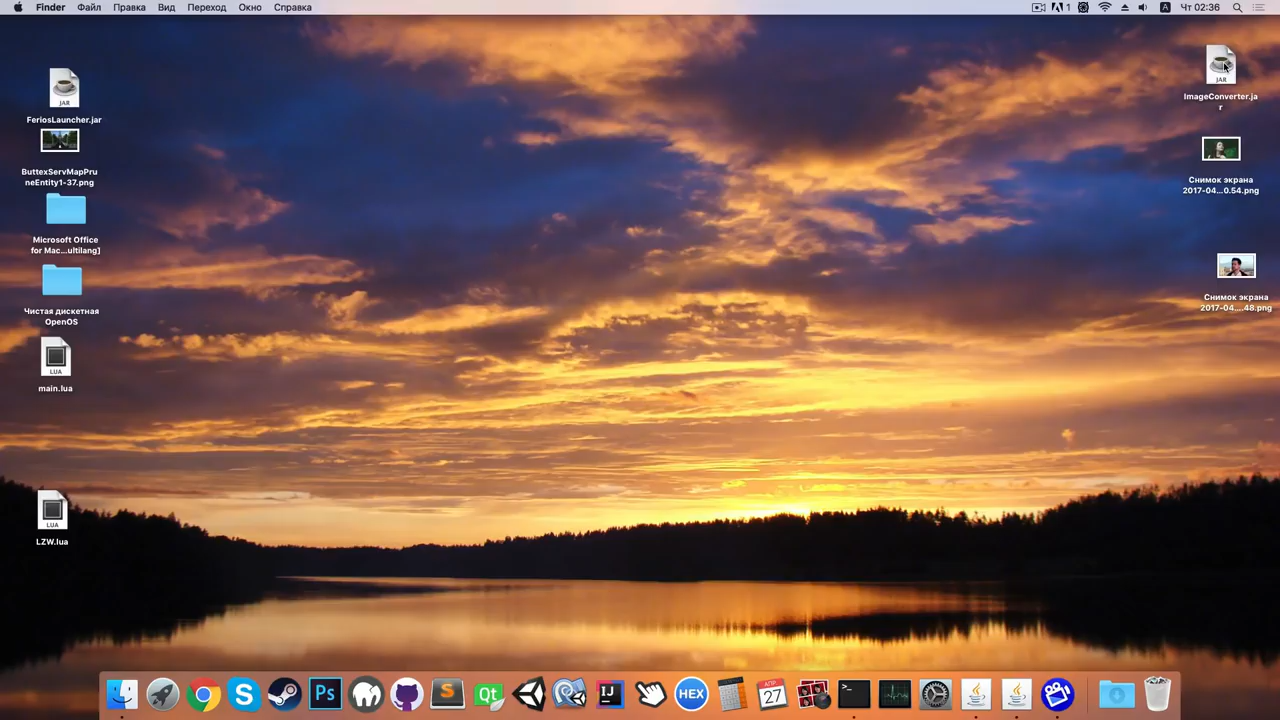 Finder Файл Правка Вид Переход Окно Справка
1 A Чт 02:36
JAR
FeriosLauncher.jar
ButtexServMapPru
neEntity1-37.png
Microsoft Office
for Mac...ultilang]
Чистая дискетная
OpenOS
LUA
main.lua
LUA
LZW.lua
JAR
ImageConverter.ja
r
Снимок экрана
2017-04...0.54.png
Снимок экрана
2017-04....48.png
S Ps S Qt IJ HEX АПР 27 >_